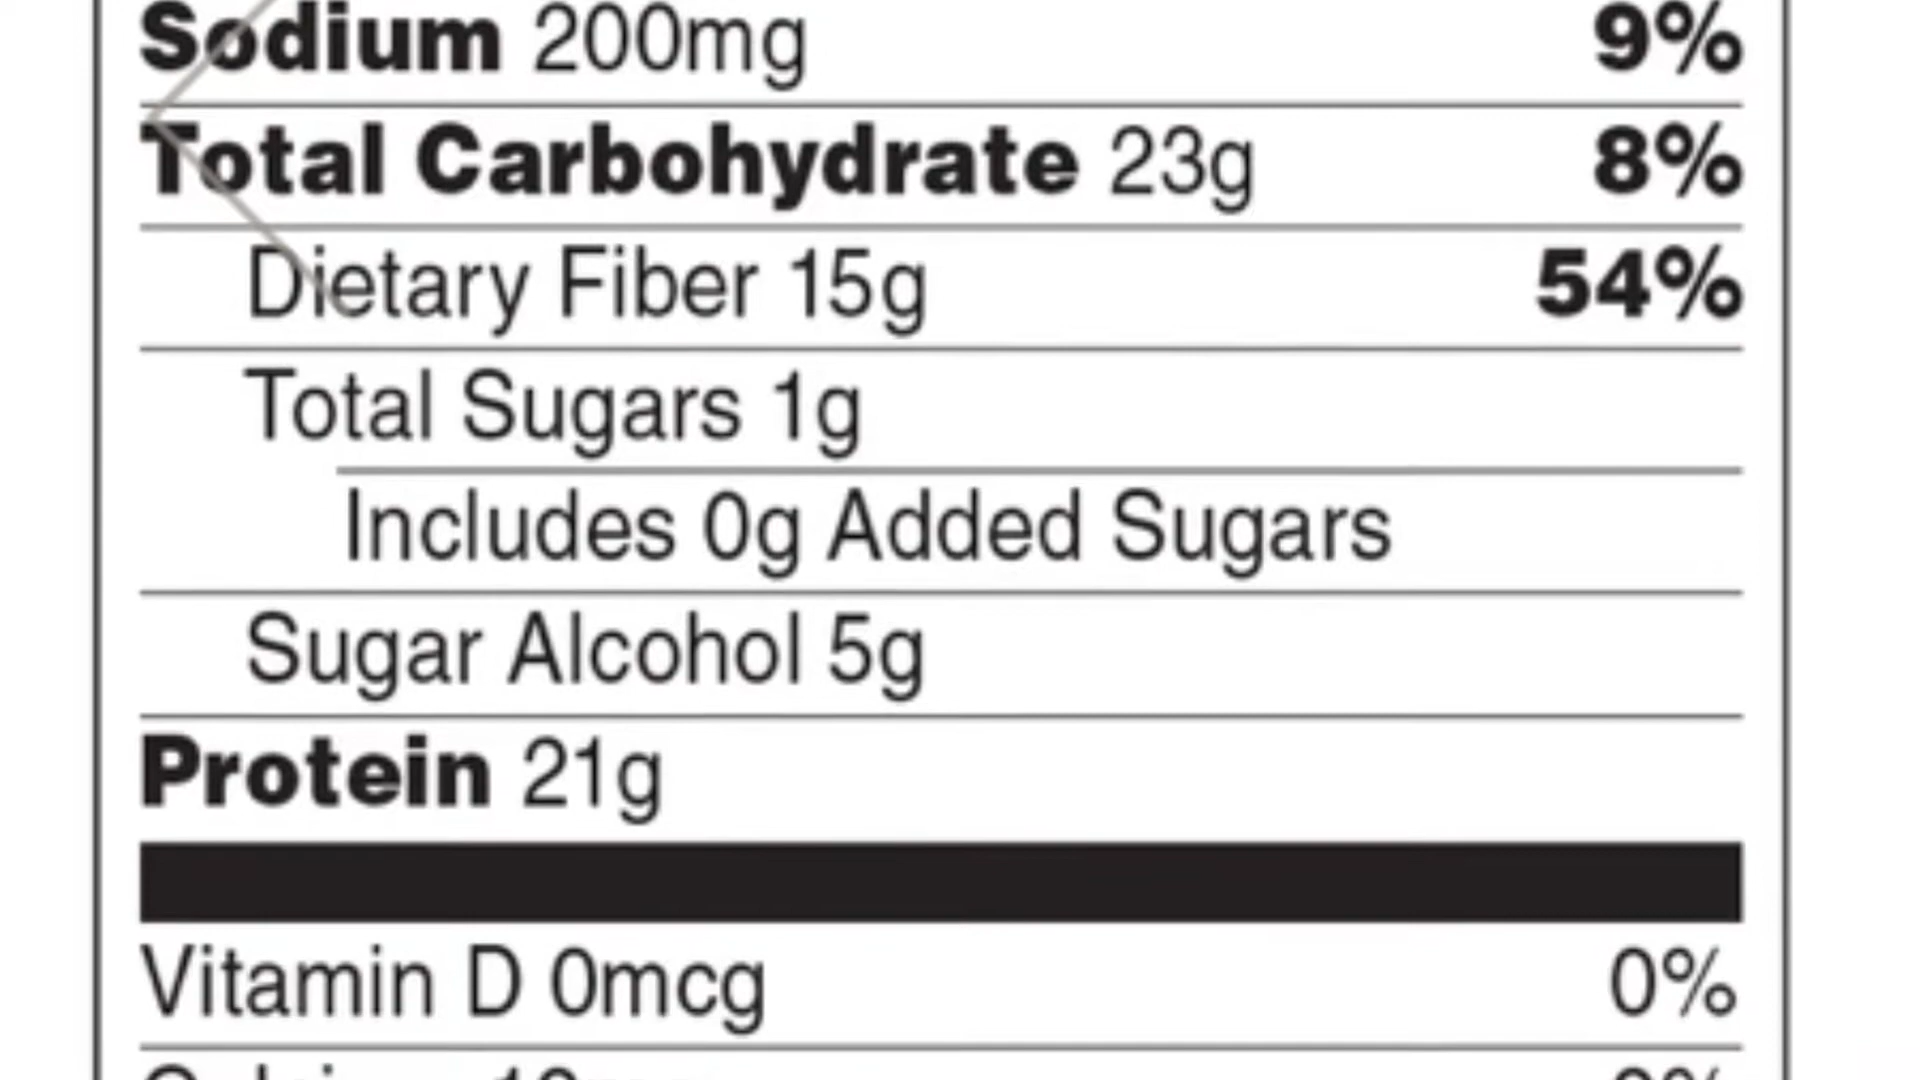 Sodium 200mg 9%
Total Carbohydrate 23g 8%
Dietary Fiber 15g 54%
Total Sugars 1g
Includes 0g Added Sugars
Sugar Alcohol 5g
Protein 21g
Vitamin D 0mcg 0%